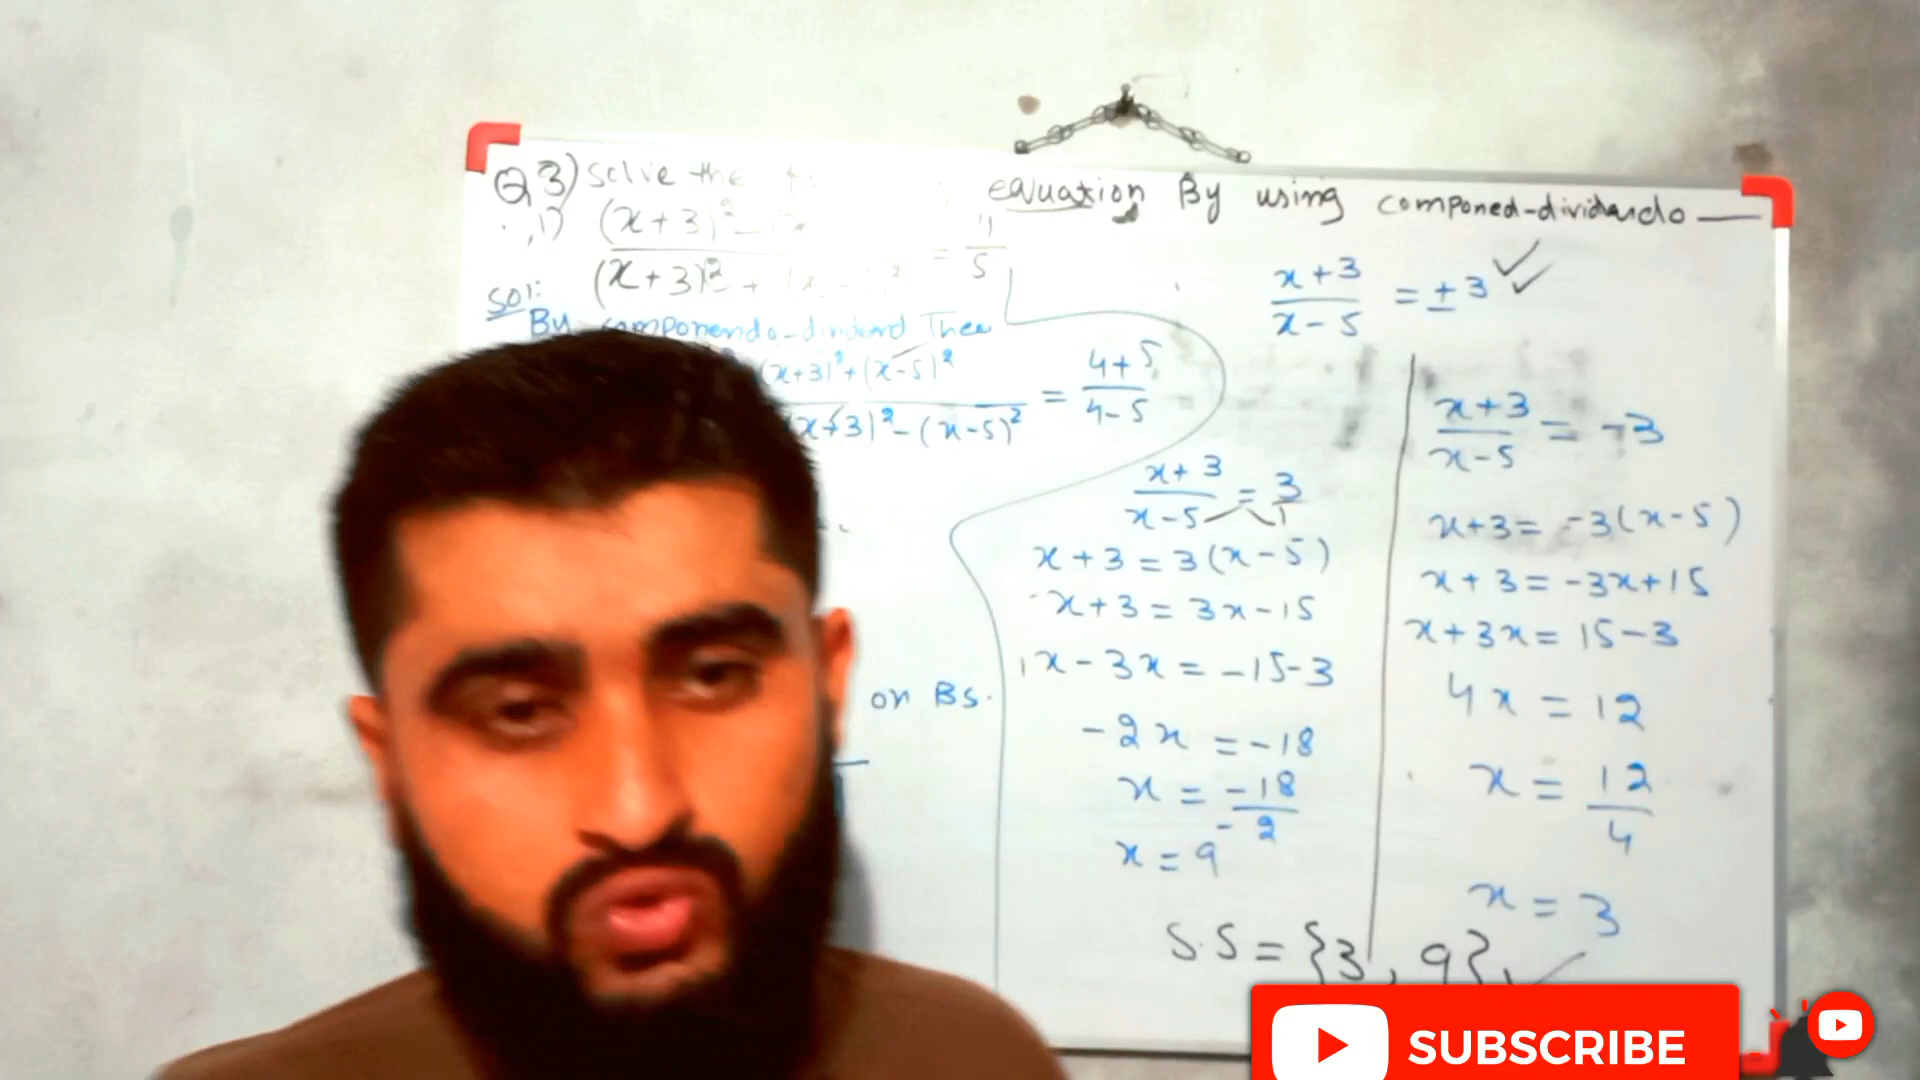 Q3) Solve the equation By using componed-dividendo
,1) (x+3)² -
(x+3)² + = 4/5
Sol:
By componendo-dividend Then
(x+3)²+(x-5)² = 4+5
(x+3)²-(x-5)² 4-5
on Bs.
x+3 = ±3
x-5
x+3 = 3
x-5 1
x+3=3(x-5)
x+3=3x-15
x-3x=-15-3
-2x=-18
x=-18
-2
x=9
x+3 = -3
x-5
x+3=-3(x-5)
x+3=-3x+15
x+3x=15-3
4x=12
x=12
4
x=3
S.S={3,9}
SUBSCRIBE